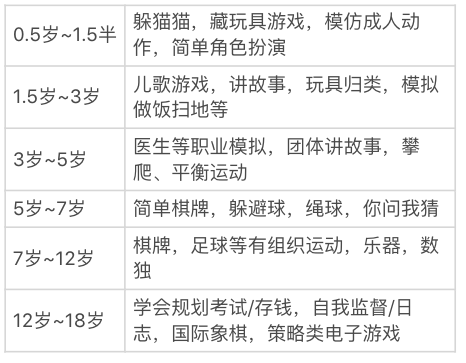 0.5岁~1.5半
躲猫猫，藏玩具游戏，模仿成人动
作，简单角色扮演
1.5岁~3岁
儿歌游戏，讲故事，玩具归类，模拟
做饭扫地等
3岁~5岁
医生等职业模拟，团体讲故事，攀
爬、平衡运动
5岁~7岁
简单棋牌，躲避球，绳球，你问我猜
7岁~12岁
棋牌，足球等有组织运动，乐器，数
独
12岁~18岁
学会规划考试/存钱，自我监督/日
志，国际象棋，策略类电子游戏